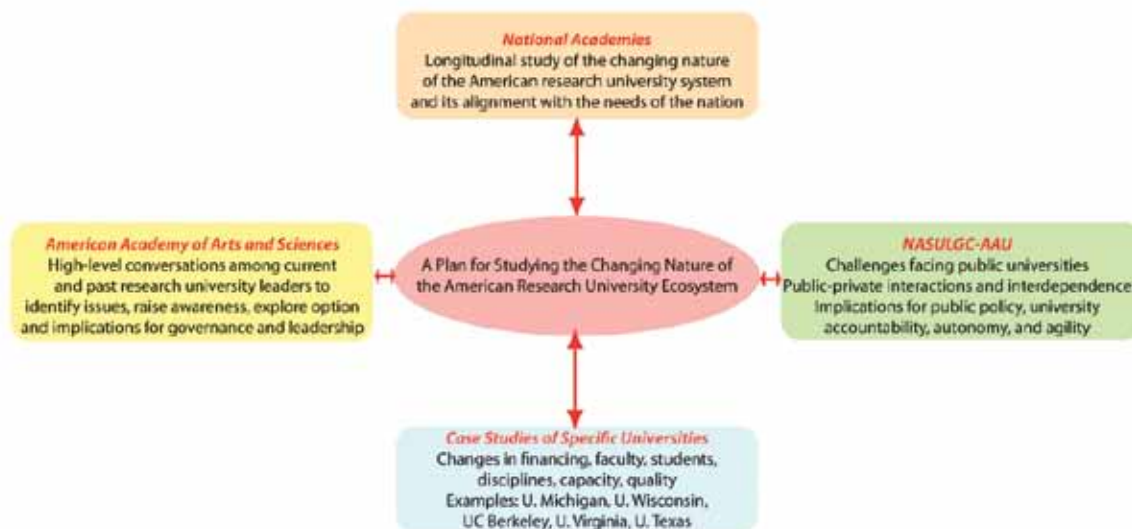 National Academies
Longitudinal study of the changing nature
of the American research university system
and its alignment with the needs of the nation
American Academy of Arts and Sciences
High-level conversations among current
and past research university leaders to
identify issues, raise awareness, explore option
and implications for governance and leadership
A Plan for Studying the Changing Nature of
the American Research University Ecosystem
NASULGC-AAU
Challenges facing public universities
Public-private interactions and interdependence
Implications for public policy, university
accountability, autonomy, and agility
Case Studies of Specific Universities
Changes in financing, faculty, students,
disciplines, capacity, quality
Examples: U. Michigan, U. Wisconsin,
UC Berkeley, U. Virginia, U. Texas